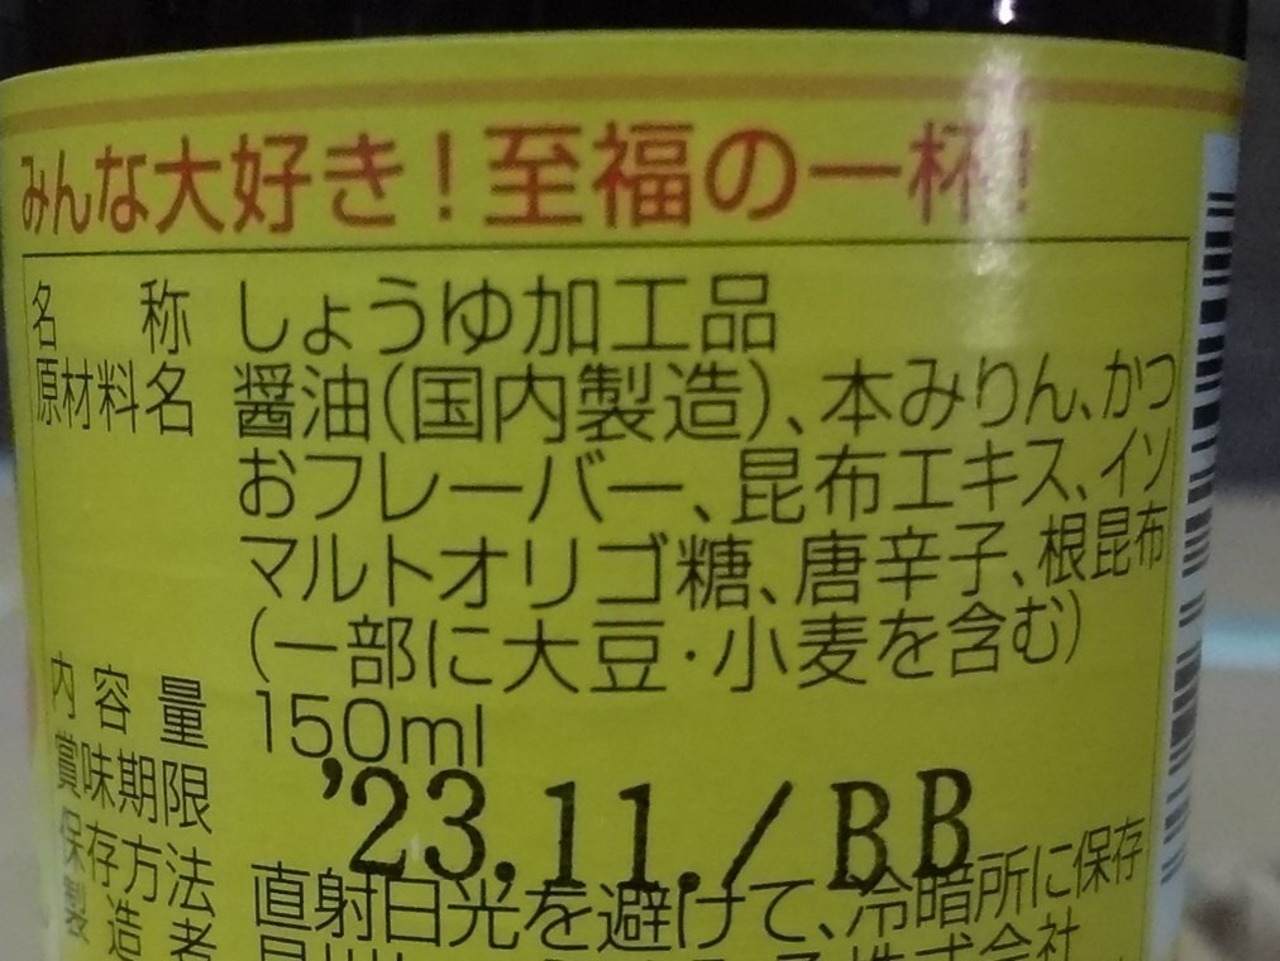 みんな大好き!至福の一杯!
名称 しょうゆ加工品
原材料名 醤油(国内製造)、本みりん、かつ
おフレーバー、昆布エキス、イソ
マルトオリゴ糖、唐辛子、根昆布
(一部に大豆・小麦を含む)
内容量 150ml
賞味期限 '23.11./BB
保存方法 直射日光を避けて、冷暗所に保存
製造者 株式会社